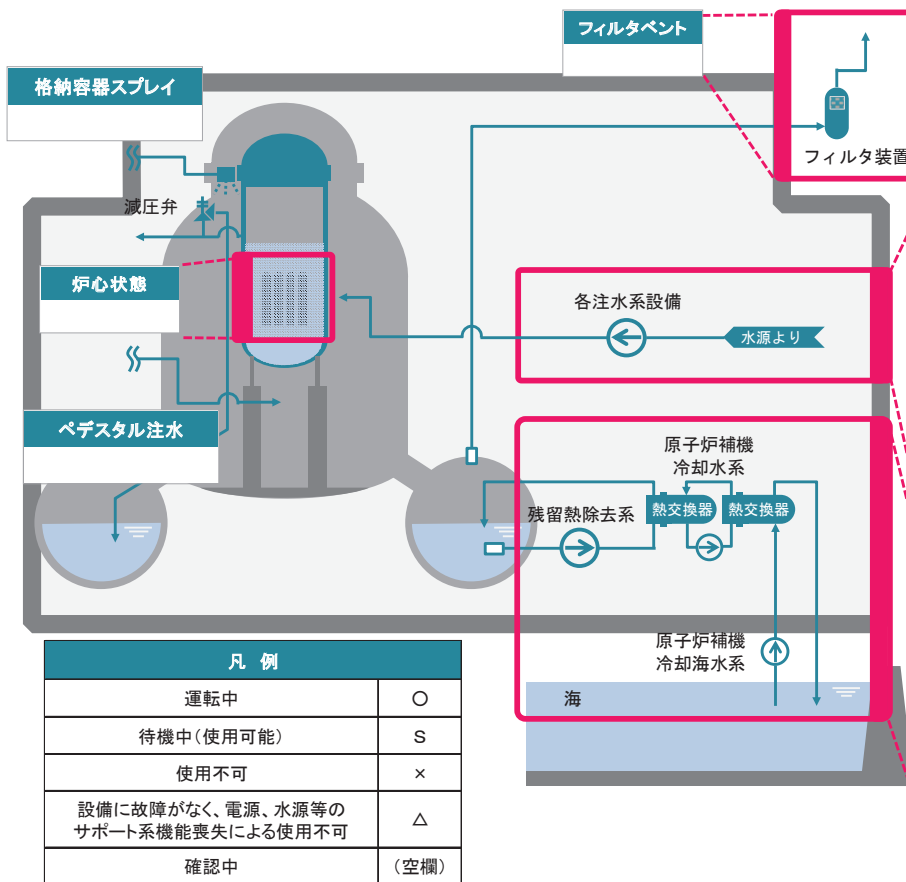 フィルタベント
格納容器スプレイ
フィルタ装置
減圧弁
炉心状態
各注水系設備
水源より
ペデスタル注水
原子炉補機
冷却水系
熱交換器
熱交換器
残留熱除去系
原子炉補機
冷却海水系
海
凡 例
運転中 ○
待機中(使用可能) S
使用不可 ×
設備に故障がなく、電源、水源等の
サポート系機能喪失による使用不可 △
確認中 (空欄)